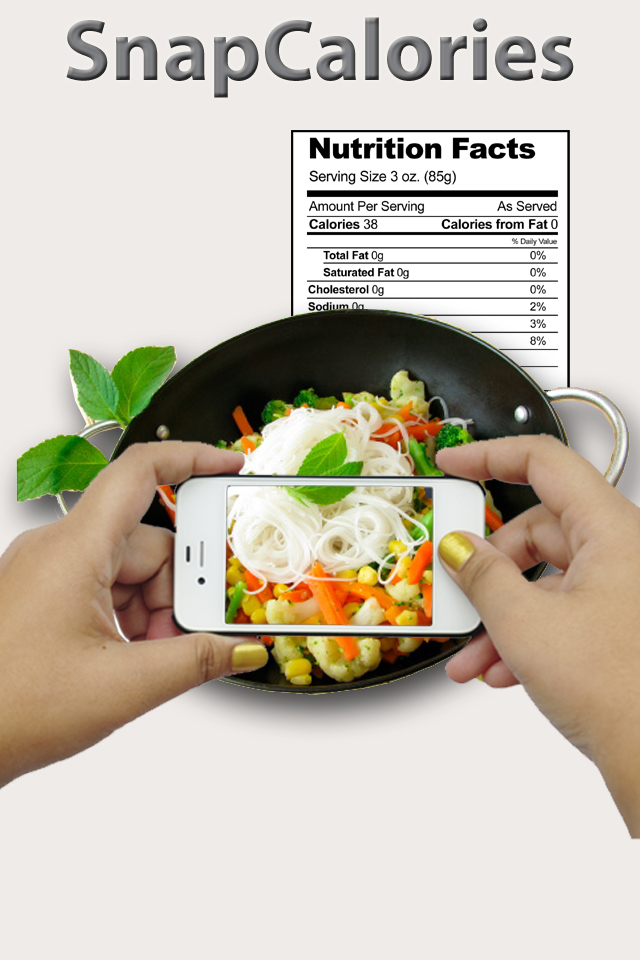 SnapCalories
Nutrition Facts
Serving Size 3 oz. (85g)
Amount Per Serving As Served
Calories 38 Calories from Fat 0
% Daily Value
Total Fat 0g 0%
Saturated Fat 0g 0%
Cholesterol 0g 0%
Sodium 0g 2%
3%
8%